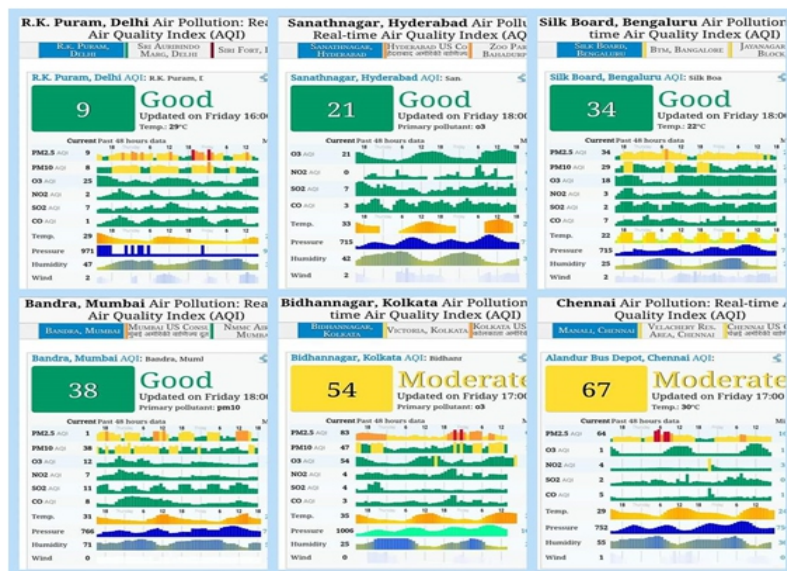 R.K. Puram, Delhi Air Pollution: Rea
Air Quality Index (AQI)
R.K. PURAM, DELHI
SRI AURIBINDO MARG, DELHI
SIRI FORT, I
R.K. Puram, Delhi AQI: R.K. Puram, I
9
Good
Updated on Friday 16:00
Temp.: 29°C
Current Past 48 hours data
PM2.5 AQI 9
PM10 AQI 8
O3 AQI 25
NO2 AQI 2
SO2 AQI 7
CO AQI 1
Temp. 29
Pressure 971
Humidity 47
Wind 2
Sanathnagar, Hyderabad Air Pollu
Real-time Air Quality Index (AQI)
SANATHNAGAR, HYDERABAD
HYDERABAD US CO
ZOO PAR
BAHADURP
Sanathnagar, Hyderabad AQI: San
21
Good
Updated on Friday 18:00
Primary pollutant: o3
Current Past 48 hours data
O3 AQI 21
NO2 AQI 0
SO2 AQI 7
CO AQI 3
Temp. 33
Pressure 715
Humidity 42
Wind 2
Silk Board, Bengaluru Air Pollution
time Air Quality Index (AQI)
SILK BOARD, BENGALURU
BTM, BANGALORE
JAYANAGAR
BLOCK
Silk Board, Bengaluru AQI: Silk Boa
34
Good
Updated on Friday 18:00
Temp.: 22°C
Current Past 48 hours data
PM2.5 AQI 34
PM10 AQI 29
O3 AQI 18
NO2 AQI 3
SO2 AQI 2
CO AQI 7
Temp. 22
Pressure 715
Humidity 25
Wind 2
Bandra, Mumbai Air Pollution: Rea
Air Quality Index (AQI)
BANDRA, MUMBAI
MUMBAI US CONSU
NMMC AIR
MUMBA
Bandra, Mumbai AQI: Bandra, Muml
38
Good
Updated on Friday 18:00
Primary pollutant: pm10
Current Past 48 hours data
PM2.5 AQI 1
PM10 AQI 38
O3 AQI 12
NO2 AQI 7
SO2 AQI 11
CO AQI 8
Temp. 31
Pressure 766
Humidity 71
Wind 0
Bidhannagar, Kolkata Air Pollution
time Air Quality Index (AQI)
BIDHANNAGAR, KOLKATA
VICTORIA, KOLKATA
KOLKATA US
Bidhannagar, Kolkata AQI: Bidhanr
54
Moderate
Updated on Friday 17:00
Primary pollutant: o3
Current Past 48 hours data
PM2.5 AQI 83
PM10 AQI 47
O3 AQI 54
NO2 AQI 4
SO2 AQI 4
CO AQI 3
Temp. 35
Pressure 1006
Humidity 25
Wind 0
Chennai Air Pollution: Real-time A
Quality Index (AQI)
MANALI, CHENNAI
VELACHERY RES. AREA, CHENNAI
CHENNAI US C
Alandur Bus Depot, Chennai AQI:
67
Moderate
Updated on Friday 17:00
Temp.: 30°C
Current Past 48 hours data
PM2.5 AQI 64
O3 AQI 1
NO2 AQI 4
SO2 AQI 2
CO AQI 5
Temp. 29
Pressure 752
Humidity 55
Wind 1